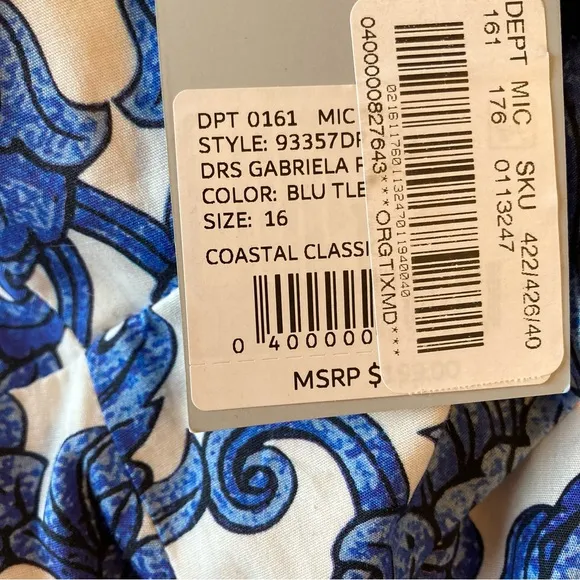 DPT 0161 MIC
STYLE: 93357DF
DRS GABRIELA
COLOR: BLU TLE
SIZE: 16
COASTAL CLASSI
0 40000
MSRP $
DEPT MIC SKU 422/426/40
161 176 0113247
0400000827643***ORGTIXMD***